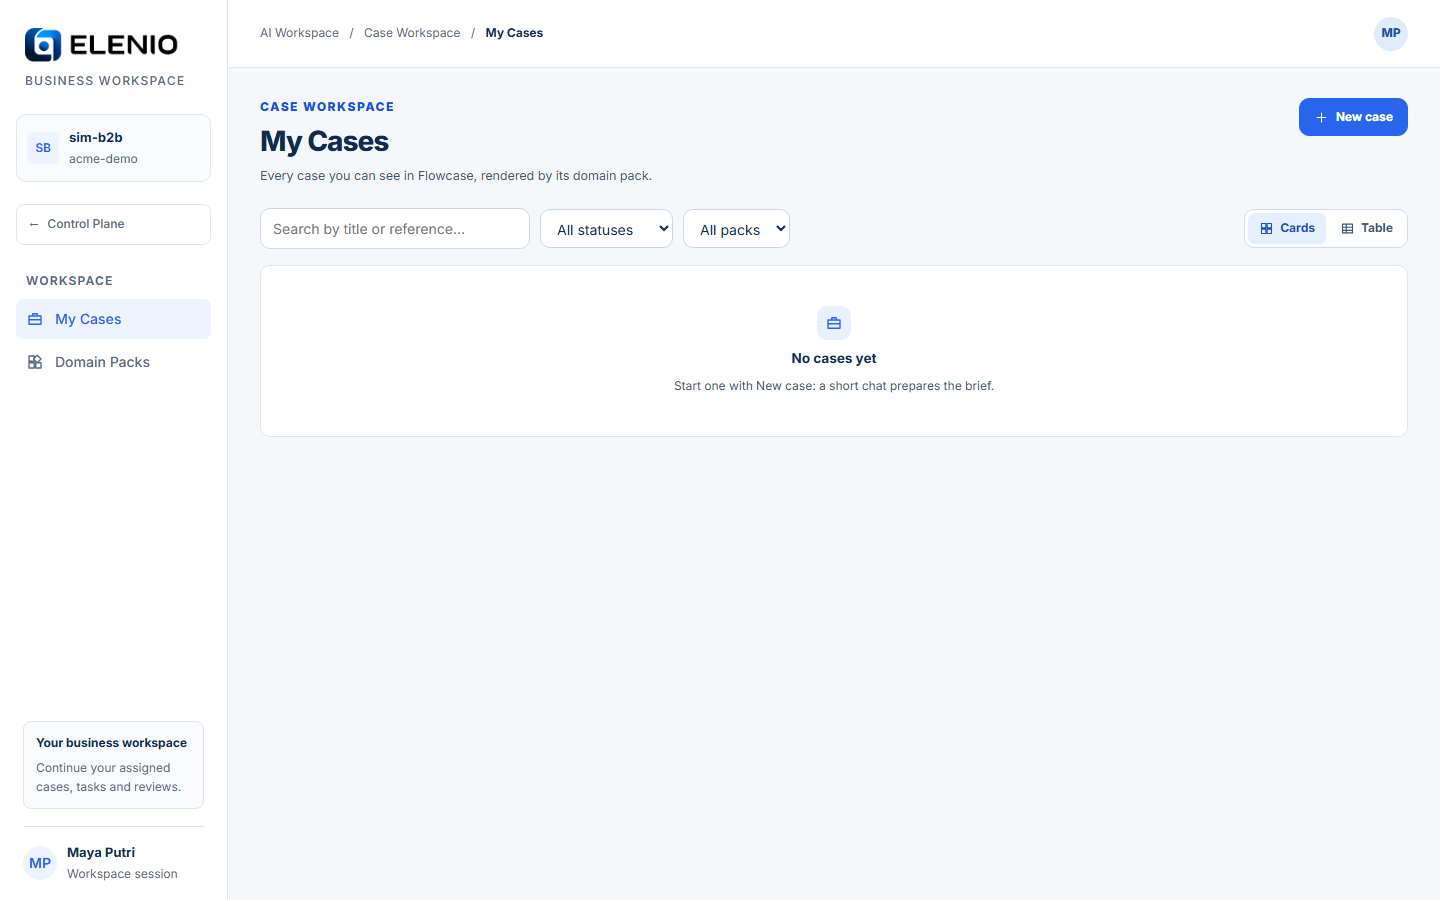 ELENIO
BUSINESS WORKSPACE
SB
sim-b2b
acme-demo
← Control Plane
WORKSPACE
My Cases
Domain Packs
Your business workspace
Continue your assigned
cases, tasks and reviews.
MP
Maya Putri
Workspace session
AI Workspace / Case Workspace / My Cases
MP
CASE WORKSPACE
My Cases
Every case you can see in Flowcase, rendered by its domain pack.
+ New case
Search by title or reference...
All statuses
All packs
Cards
Table
No cases yet
Start one with New case: a short chat prepares the brief.